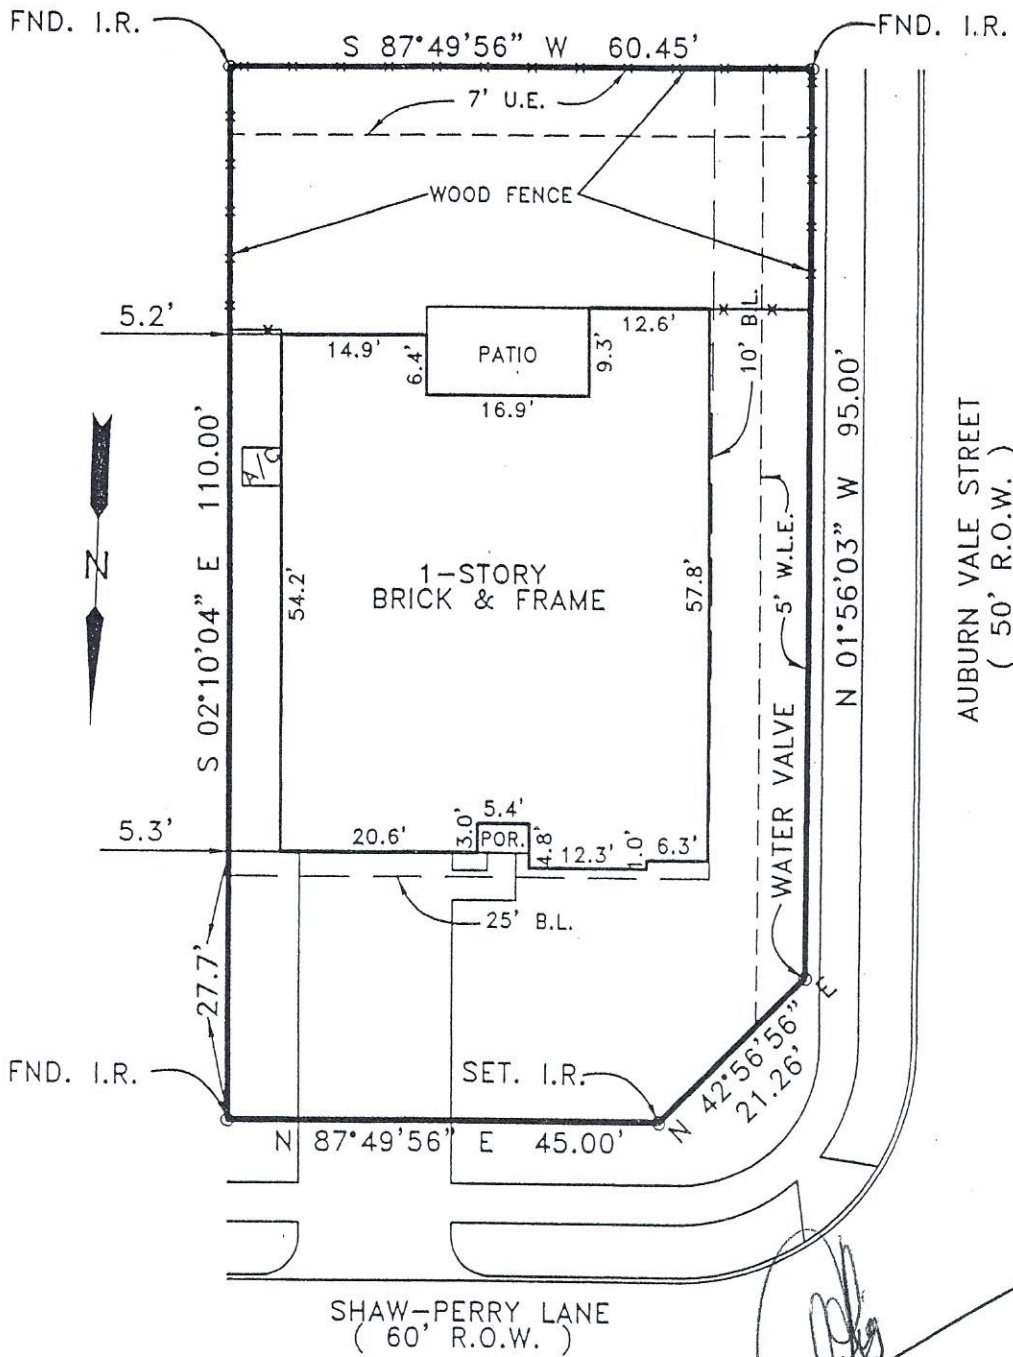 FND. I.R.
S 87°49'56" W 60.45'
FND. I.R.
7' U.E.
WOOD FENCE
5.2'
14.9'
6.4'
PATIO
16.9'
9.3'
12.6'
10' B.L.
A/C
N
S 02°10'04" E 110.00'
54.2'
1-STORY
BRICK & FRAME
57.8'
5' W.L.E.
N 01°56'03" W 95.00'
AUBURN VALE STREET
( 50' R.O.W. )
WATER VALVE
5.3'
20.6'
3.0'
5.4'
POR.
4.8'
12.3'
1.0'
6.3'
25' B.L.
27.7'
FND. I.R.
SET. I.R.
N 42°56'56" E
21.26'
N 87°49'56" E 45.00'
SHAW-PERRY LANE
( 60' R.O.W. )